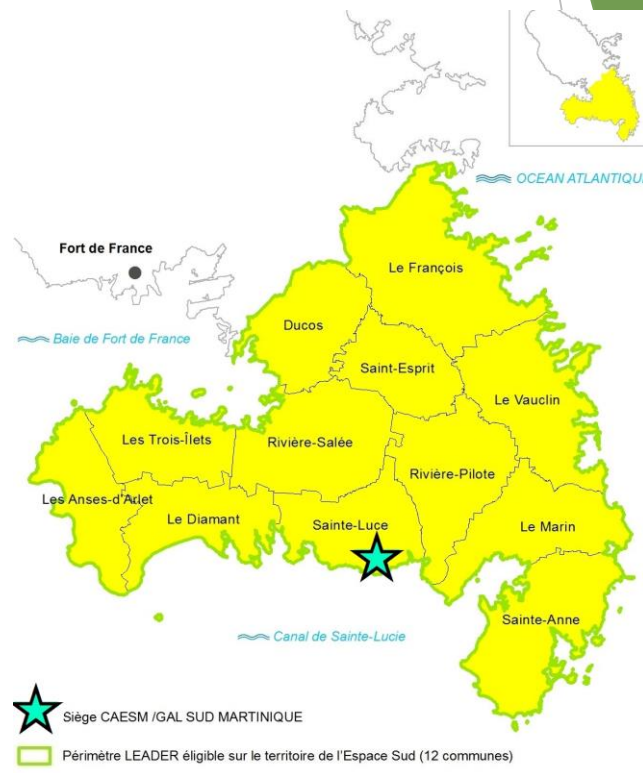 OCEAN ATLANTIQUE
Fort de France
Le François
Ducos
Baie de Fort de France
Saint-Esprit
Le Vauclin
Les Trois-Îlets
Rivière-Salée
Rivière-Pilote
Les Anses-d'Arlet
Le Diamant
Sainte-Luce
Le Marin
Sainte-Anne
Canal de Sainte-Lucie
Siège CAESM /GAL SUD MARTINIQUE
Périmètre LEADER éligible sur le territoire de l'Espace Sud (12 communes)